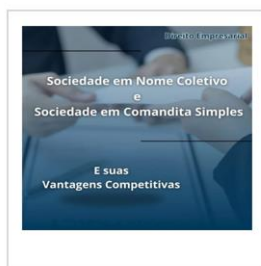 Direito Empresarial
Sociedade em Nome Coletivo
e
Sociedade em Comandita Simples
E suas
Vantagens Competitivas